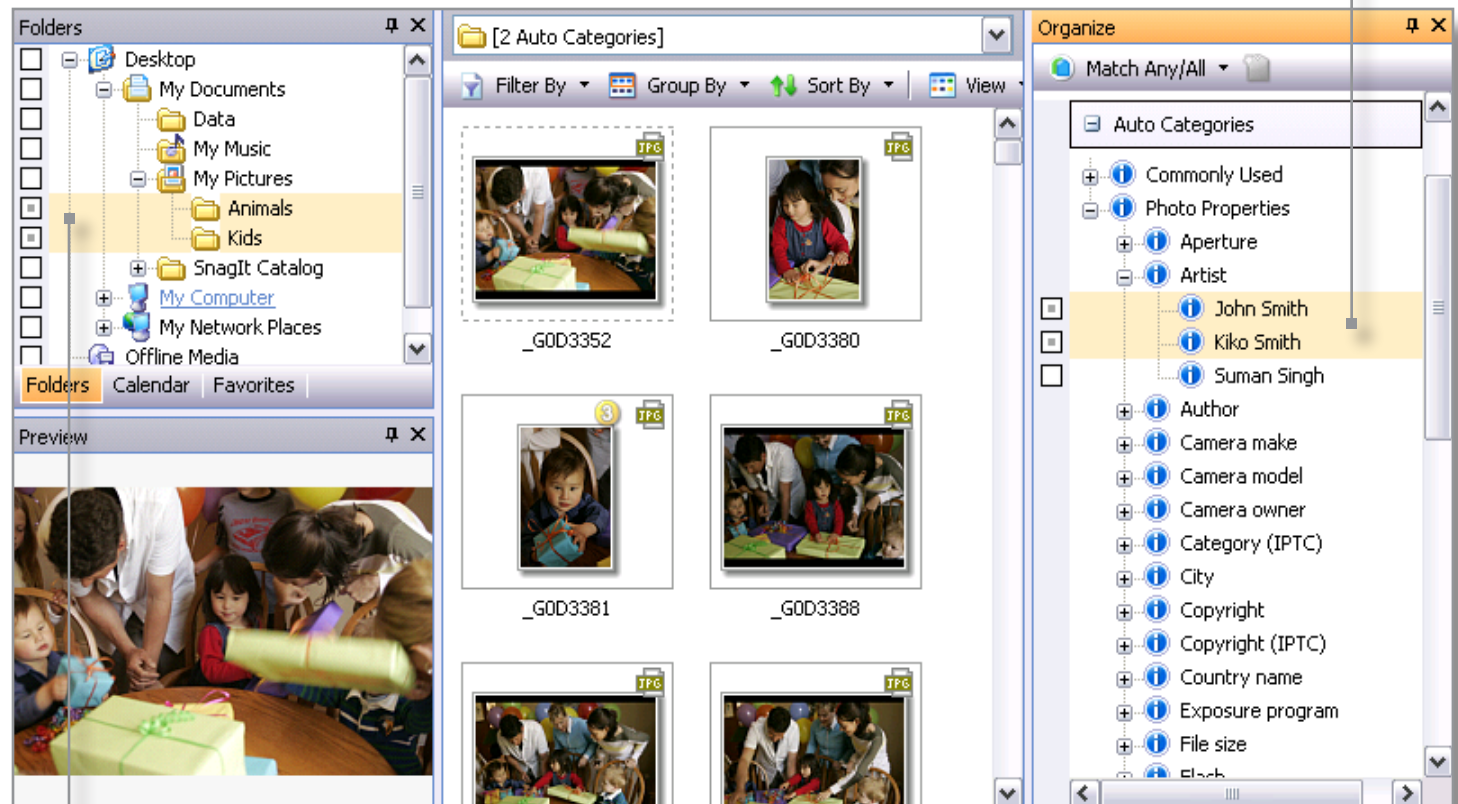 Folders
Desktop
My Documents
Data
My Music
My Pictures
Animals
Kids
SnagIt Catalog
My Computer
My Network Places
Offline Media
Folders Calendar Favorites
Preview
[2 Auto Categories]
Filter By Group By Sort By View
JPG
JPG
_G0D3352 _G0D3380
3
JPG
JPG
_G0D3381 _G0D3388
JPG
JPG
Organize
Match Any/All
Auto Categories
Commonly Used
Photo Properties
Aperture
Artist
John Smith
Kiko Smith
Suman Singh
Author
Camera make
Camera model
Camera owner
Category (IPTC)
City
Copyright
Copyright (IPTC)
Country name
Exposure program
File size
Flash